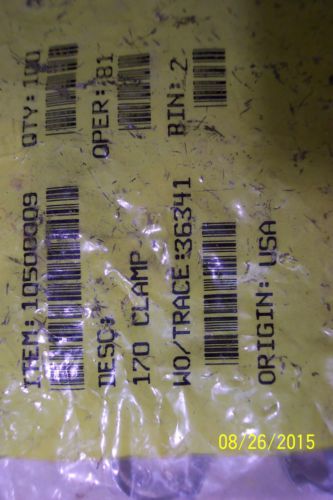 ITEM: 10500009 QTY: 100
DESC: OPER: 81
170 CLAMP
WO/TRACE: 36341 BIN: 2
ORIGIN: USA
08/26/2015